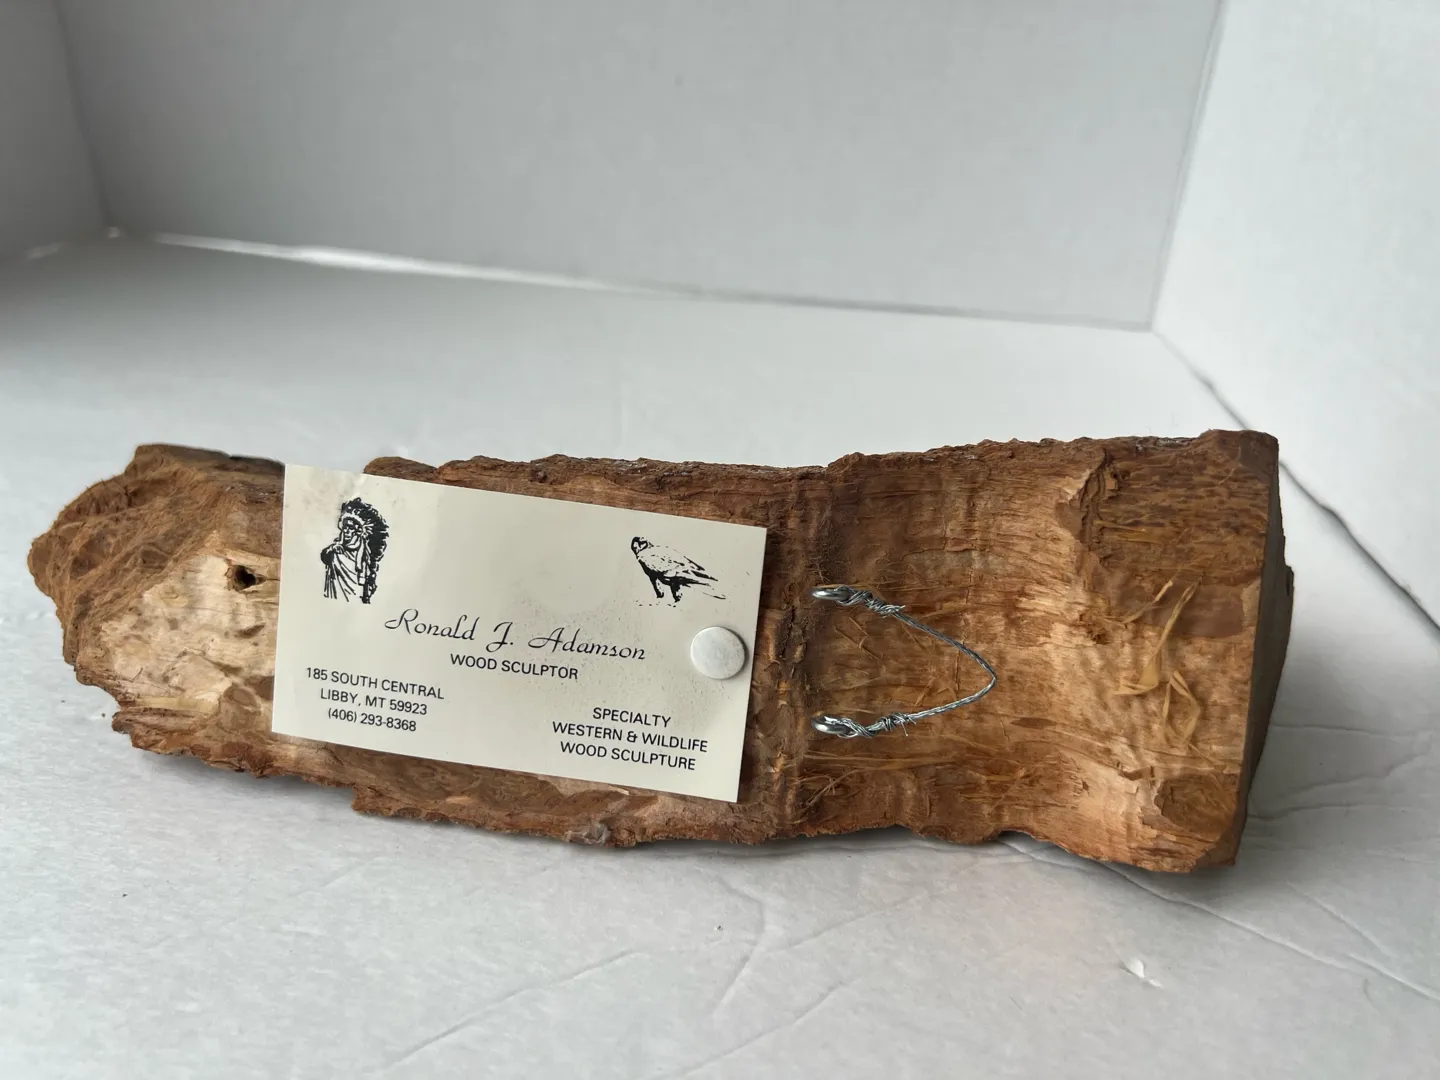 Ronald J. Adamson
WOOD SCULPTOR
185 SOUTH CENTRAL
LIBBY, MT 59923
(406) 293-8368
SPECIALTY
WESTERN & WILDLIFE
WOOD SCULPTURE